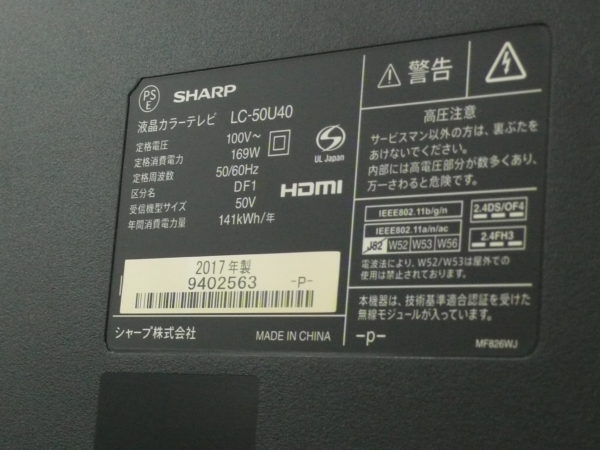 PS
E
SHARP
液晶カラーテレビ LC-50U40
定格電圧 100V~
定格消費電力 169W
定格周波数 50/60Hz
区分名 DF1
受信機型サイズ 50V
年間消費電力量 141kWh/年
UL Japan
HDMI
2017年製
9402563 -P-
シャープ株式会社 MADE IN CHINA
警告
高圧注意
サービスマン以外の方は、裏ぶたを
あけないでください。
内部には高電圧部分が数多くあり、
万一さわると危険です。
IEEE802.11b/g/n
IEEE802.11a/n/ac
J52 W52 W53 W56
2.4DS/OF4
2.4FH3
電波法により、W52/W53は屋外での
使用は禁止されております。
本機器は、技術基準適合認証を受けた
無線モジュールが入っています。
-p-
MF826WJ